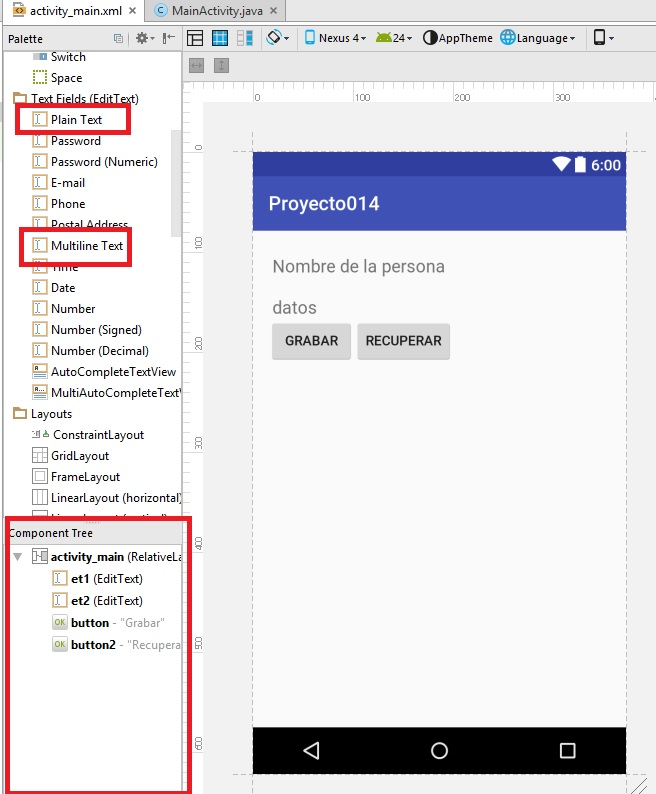 activity_main.xml × MainActivity.java ×
Palette Nexus 4 24 AppTheme Language
Switch
Space
Text Fields (EditText)
Plain Text
Password
Password (Numeric)
E-mail
Phone
Postal Address
Multiline Text
Time
Date
Number
Number (Signed)
Number (Decimal)
AutoCompleteTextView
MultiAutoCompleteText
Layouts
ConstraintLayout
GridLayout
FrameLayout
LinearLayout (horizontal)
Component Tree
activity_main (RelativeLa
et1 (EditText)
et2 (EditText)
OK button - "Grabar"
OK button2 - "Recupera
0 100 200 300
0
100
200
300
400
500
600
6:00
Proyecto014
Nombre de la persona
datos
GRABAR RECUPERAR